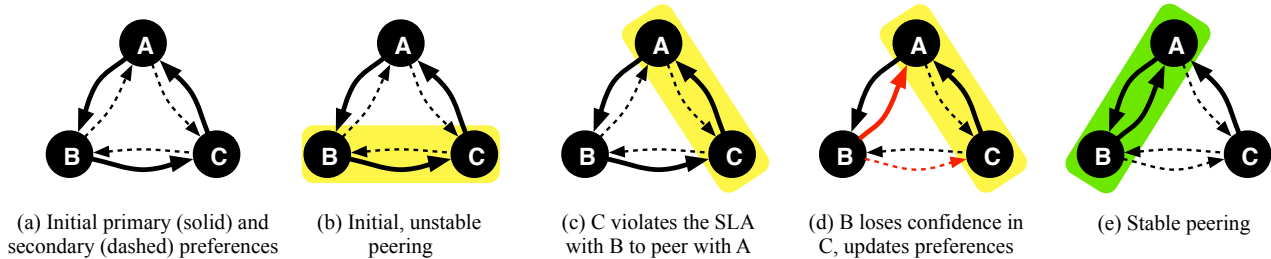 A
B
C
A
B
C
A
B
C
A
B
C
A
B
C
(a) Initial primary (solid) and
secondary (dashed) preferences
(b) Initial, unstable
peering
(c) C violates the SLA
with B to peer with A
(d) B loses confidence in
C, updates preferences
(e) Stable peering